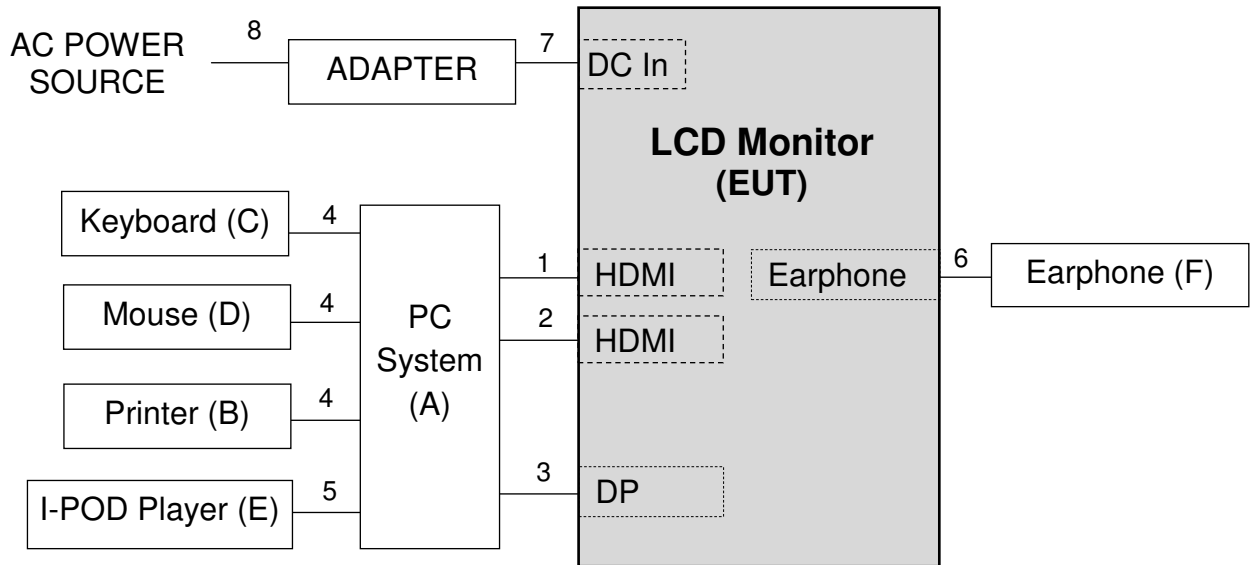 AC POWER
SOURCE
8
ADAPTER
7
DC In
LCD Monitor
(EUT)
Keyboard (C)
4
Mouse (D)
4
Printer (B)
4
I-POD Player (E)
5
PC
System
(A)
1
HDMI
2
HDMI
3
DP
Earphone
6
Earphone (F)